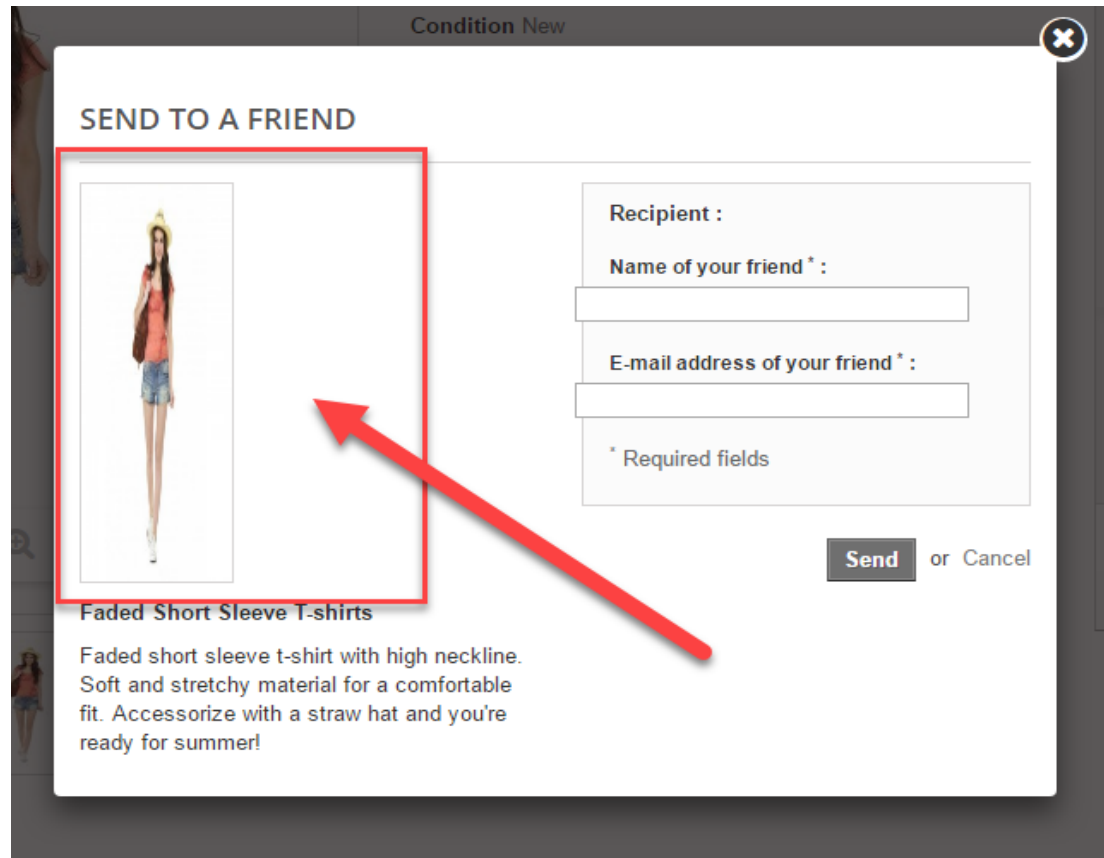 Condition New
SEND TO A FRIEND
Recipient :
Name of your friend * :
E-mail address of your friend * :
* Required fields
Send or Cancel
Faded Short Sleeve T-shirts
Faded short sleeve t-shirt with high neckline.
Soft and stretchy material for a comfortable
fit. Accessorize with a straw hat and you're
ready for summer!